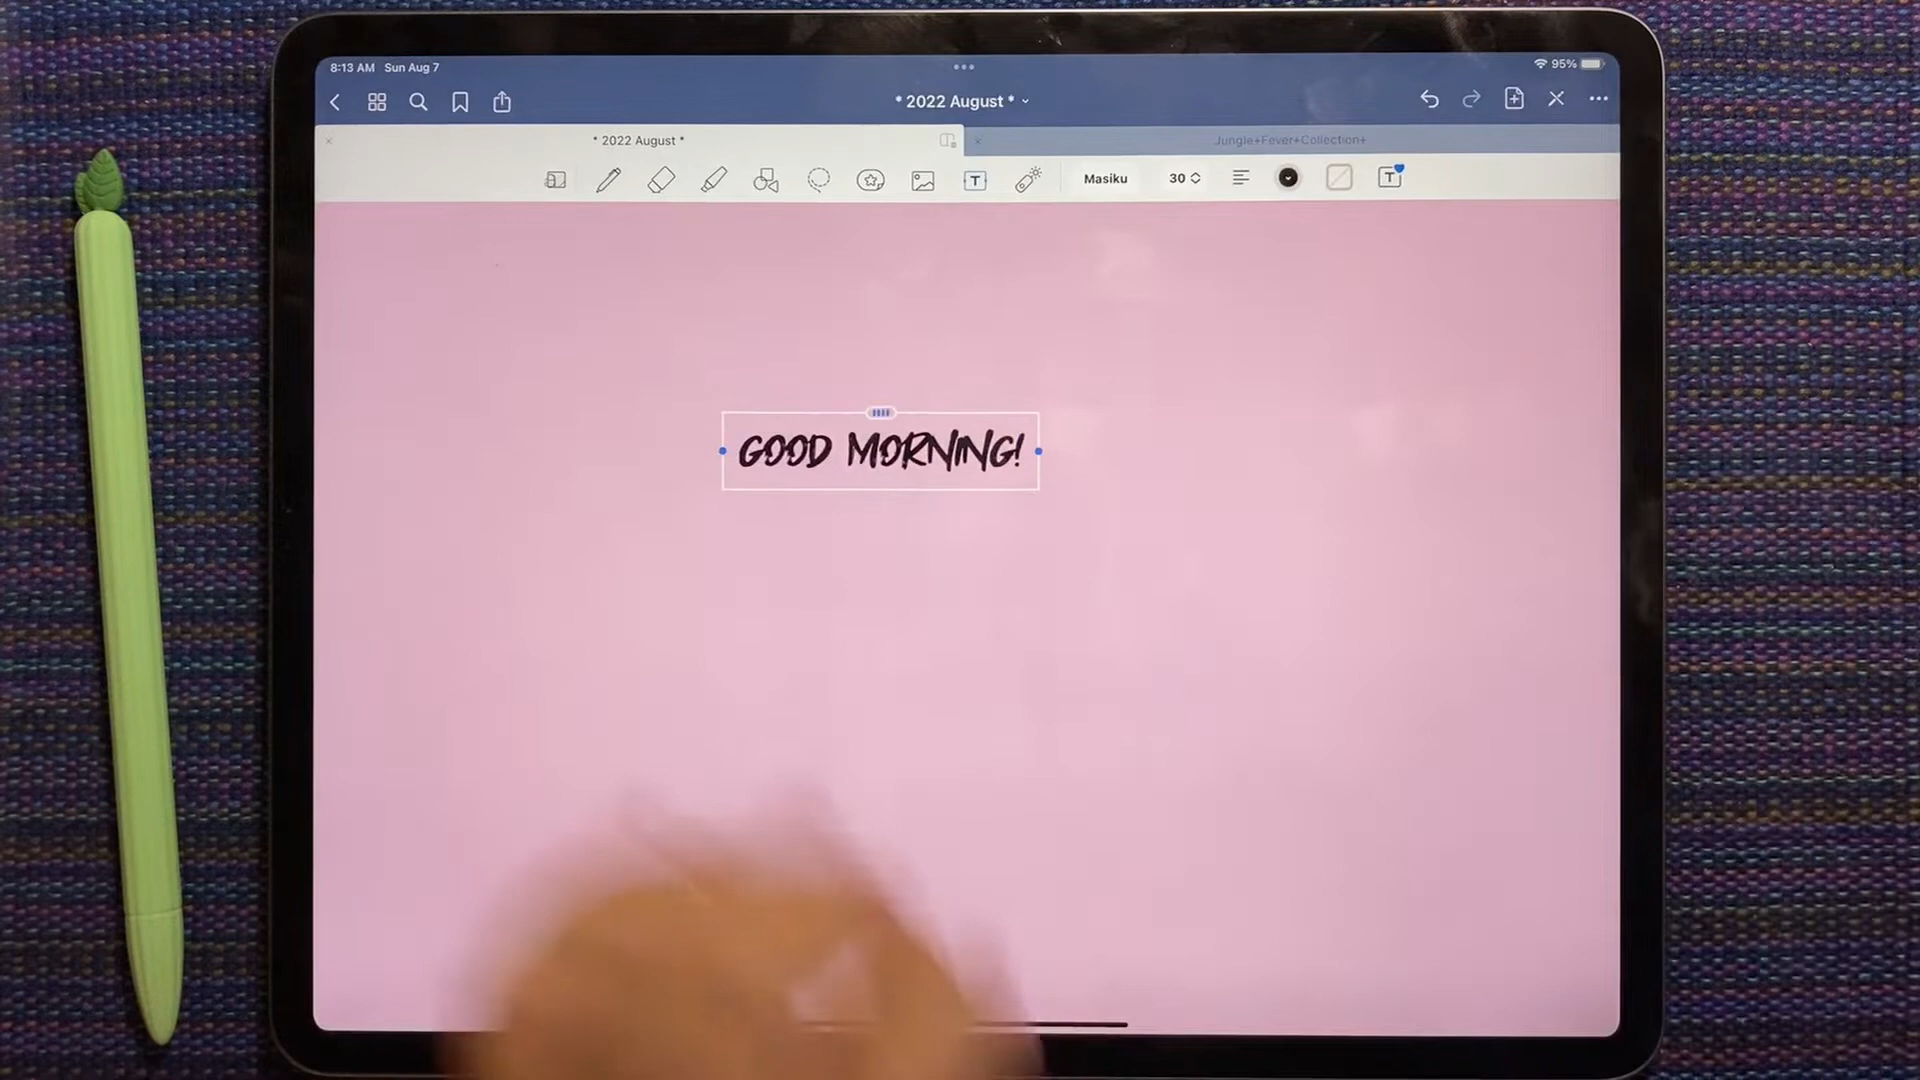 8:13 AM Sun Aug 7
95%
* 2022 August *
* 2022 August *
Jungle+Fever+Collection+
Masiku
30
GOOD MORNING!